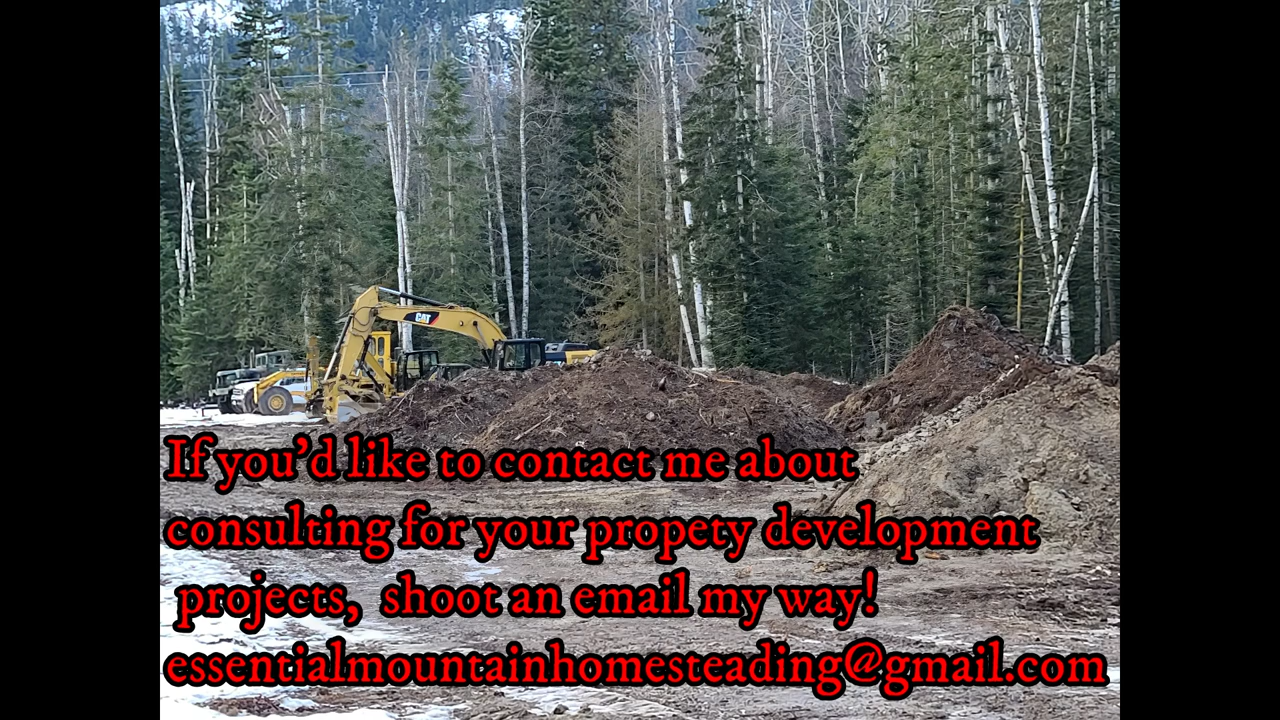 CAT
If you'd like to contact me about
consulting for your propety development
projects, shoot an email my way!
essentialmountainhomesteading@gmail.com